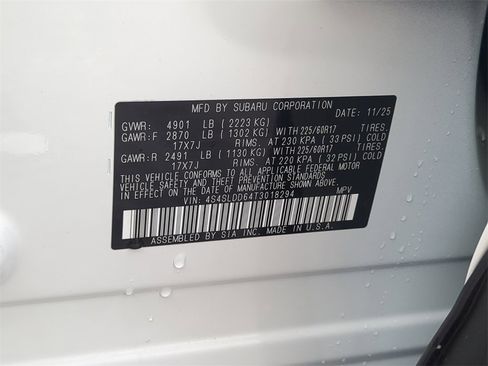 MFD BY SUBARU CORPORATION
DATE: 11/25
GVWR: 4901 LB (2223 KG)
GAWR:F 2870 LB (1302 KG) WITH 225/60R17 TIRES.
17X7J RIMS. AT 230 KPA (33 PSI) COLD
GAWR:R 2491 LB (1130 KG) WITH 225/60R17 TIRES.
17X7J RIMS. AT 220 KPA (32 PSI) COLD
THIS VEHICLE CONFORMS TO ALL APPLICABLE FEDERAL MOTOR
VEHICLE SAFETY, BUMPER, AND THEFT PREVENTION STANDARDS IN
EFFECT ON THE DATE OF MANUFACTURE SHOWN ABOVE.
VIN: 4S4SLDD64T3018294 MPV
ASSEMBLED BY SIA INC. MADE IN U.S.A.